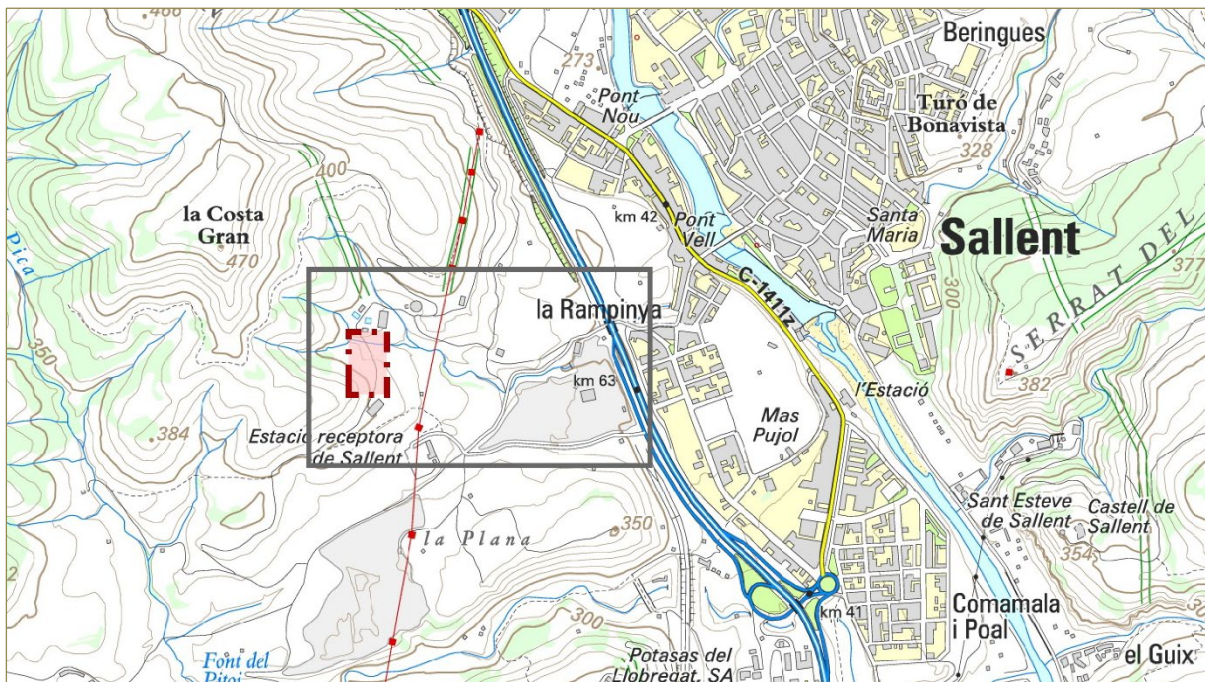 466
Beringues
273
Pont
Nou
Turó de
Bonavista
328
400
la Costa
Gran
470
km 42
Pont
Vell
Santa
Maria
Sallent
SERRAT DEL
377
Pica
C-1411z
300
la Rampinya
350
km 63
l'Estació
382
Mas
Pujol
384
Estació receptora
de Sallent
Sant Esteve
de Sallent
Castell de
Sallent
354
350
la Plana
2
300
km 41
Comamala
i Poal
Font del
Pitoi
Potasas del
Llobregat, SA
el Guix
300